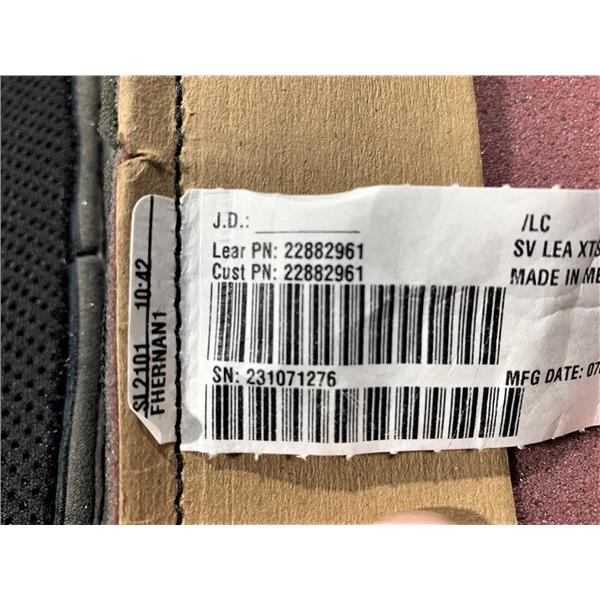 J.D.: ____________
Lear PN: 22882961
Cust PN: 22882961
SN: 231071276
/LC
SV LEA XTS
MADE IN ME
MFG DATE: 07
SL2101 10:42
FHERNAN1